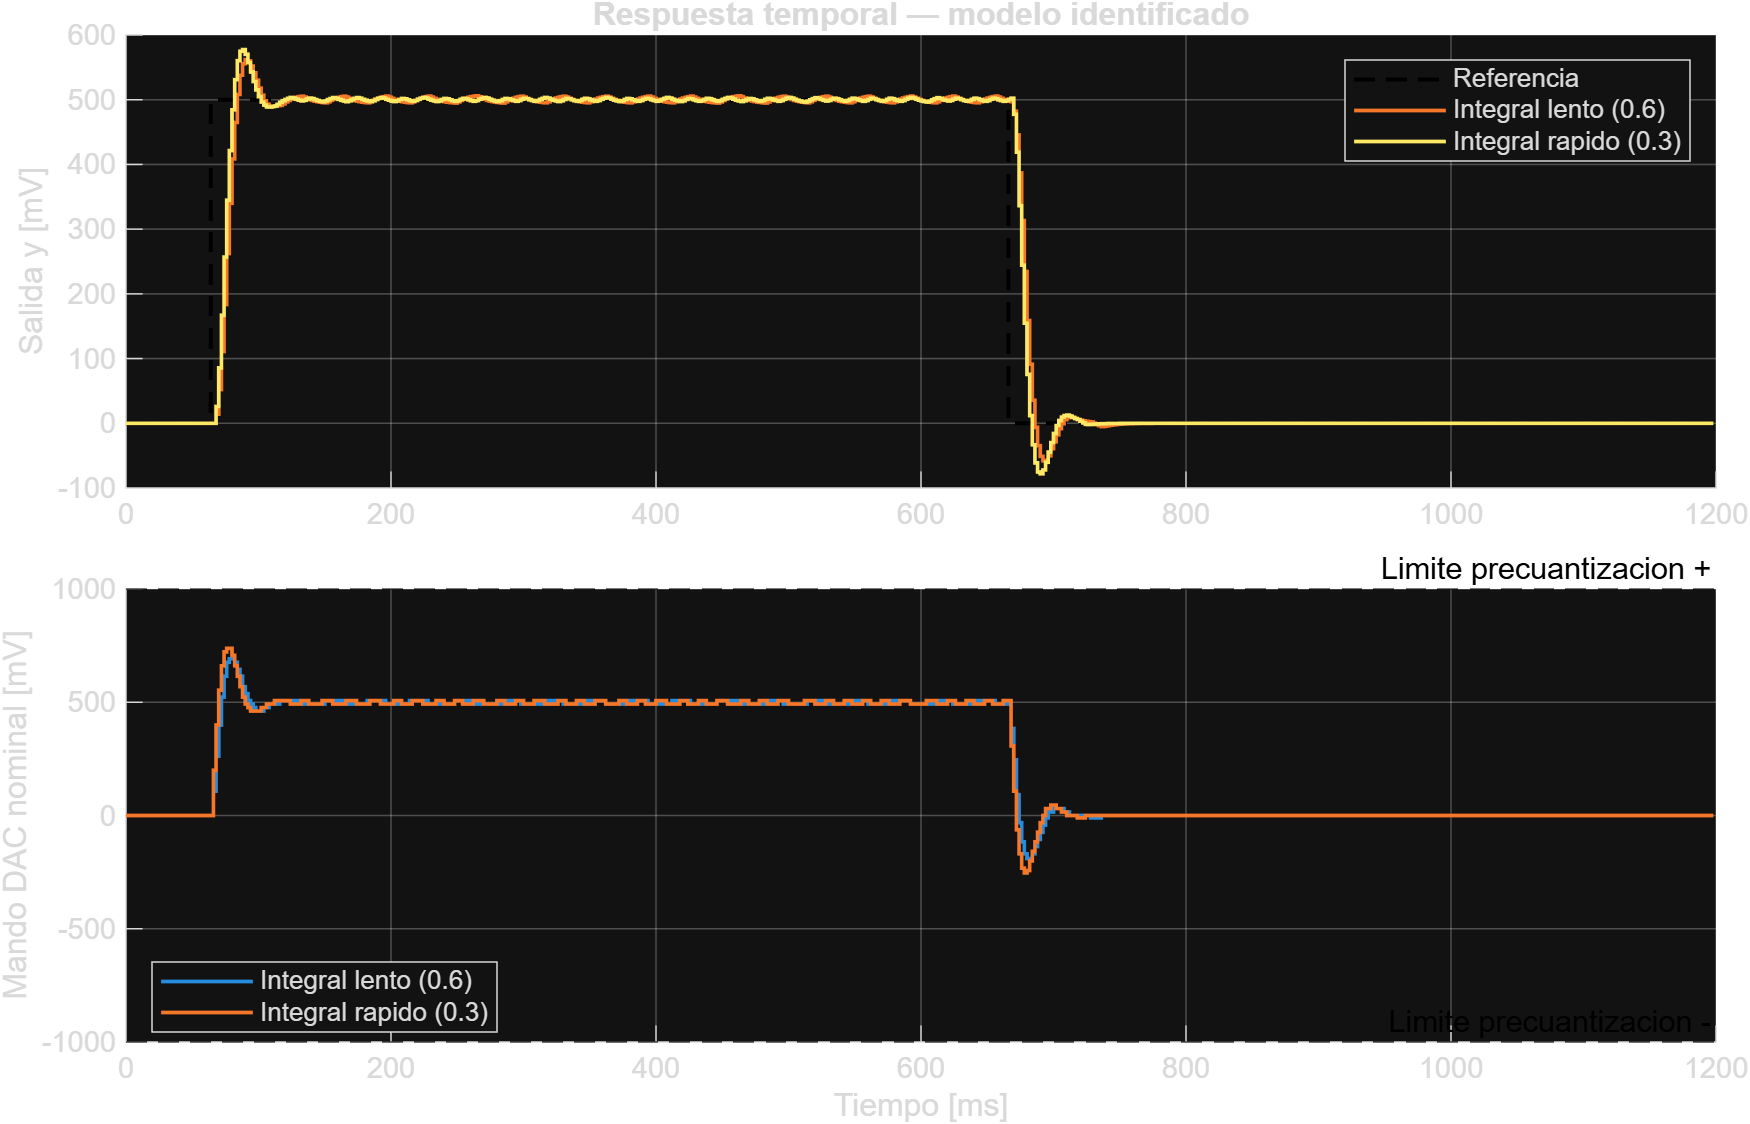 Respuesta temporal — modelo identificado
Salida y [mV]
600
500
400
300
200
100
0
-100
0 200 400 600 800 1000 1200
Referencia
Integral lento (0.6)
Integral rapido (0.3)
Limite precuantizacion +
Mando DAC nominal [mV]
1000
500
0
-500
-1000
Integral lento (0.6)
Integral rapido (0.3)
Limite precuantizacion -
0 200 400 600 800 1000 1200
Tiempo [ms]